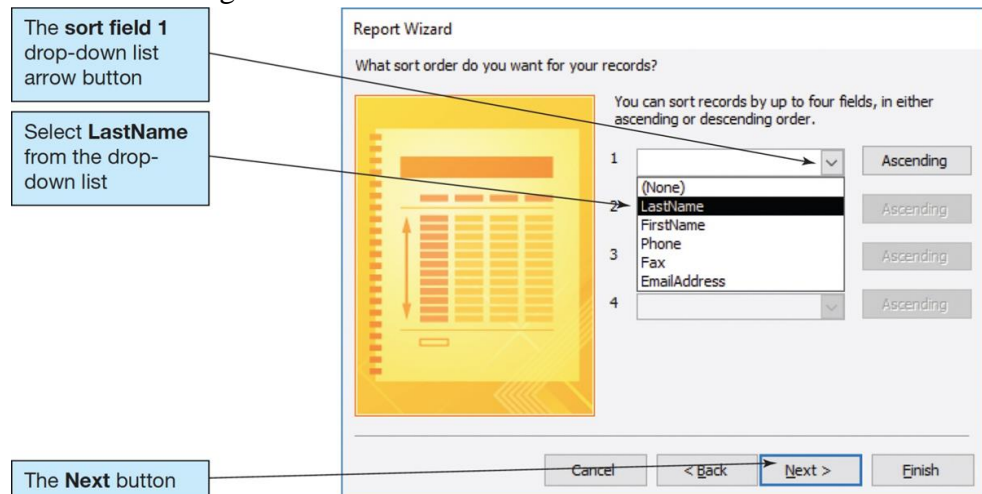 The sort field 1
drop-down list
arrow button
Select LastName
from the drop-
down list
The Next button
Report Wizard
What sort order do you want for your records?
You can sort records by up to four fields, in either
ascending or descending order.
1
Ascending
(None)
2
LastName
Ascending
FirstName
Phone
3
Fax
Ascending
EmailAddress
4
Ascending
Cancel
< Back
Next >
Finish